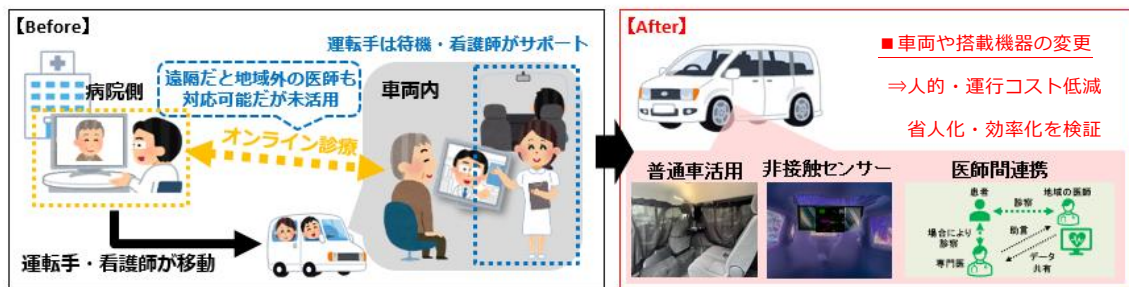 【Before】
運転手は待機・看護師がサポート
遠隔だと地域外の医師も
対応可能だが未活用
病院側
車両内
オンライン診療
運転手・看護師が移動
【After】
■車両や搭載機器の変更
⇒人的・運行コスト低減
省人化・効率化を検証
普通車活用
非接触センサー
医師間連携
患者
地域の医師
診察
場合により
診察
助言
専門医
データ
共有